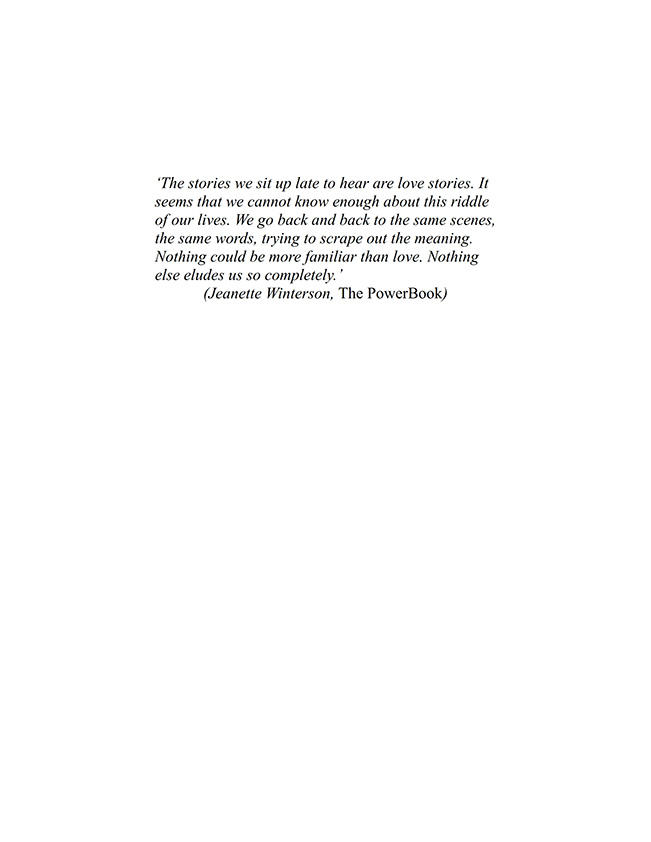 ‘The stories we sit up late to hear are love stories. It
seems that we cannot know enough about this riddle
of our lives. We go back and back to the same scenes,
the same words, trying to scrape out the meaning.
Nothing could be more familiar than love. Nothing
else eludes us so completely.’
(Jeanette Winterson, The PowerBook)